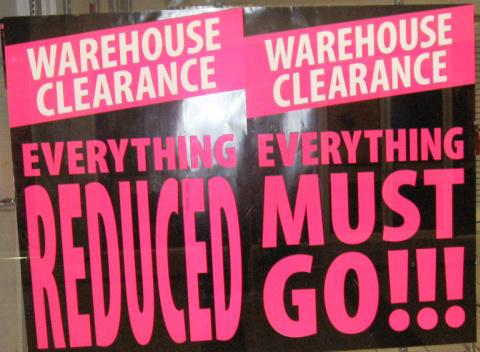 WAREHOUSE
CLEARANCE
EVERYTHING
REDUCED
WAREHOUSE
CLEARANCE
EVERYTHING
MUST
GO!!!